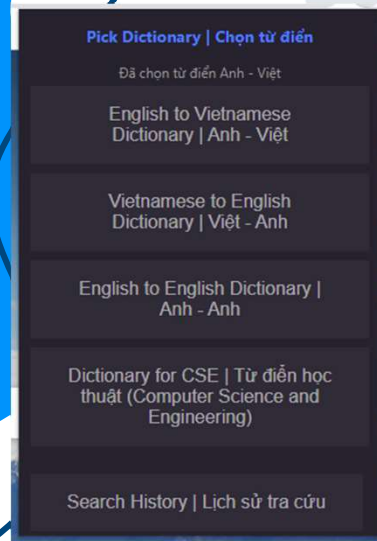 Pick Dictionary | Chọn từ điển
Đã chọn từ điển Anh - Việt
English to Vietnamese
Dictionary | Anh - Việt
Vietnamese to English
Dictionary | Việt - Anh
English to English Dictionary |
Anh - Anh
Dictionary for CSE | Từ điển học
thuật (Computer Science and
Engineering)
Search History | Lịch sử tra cứu